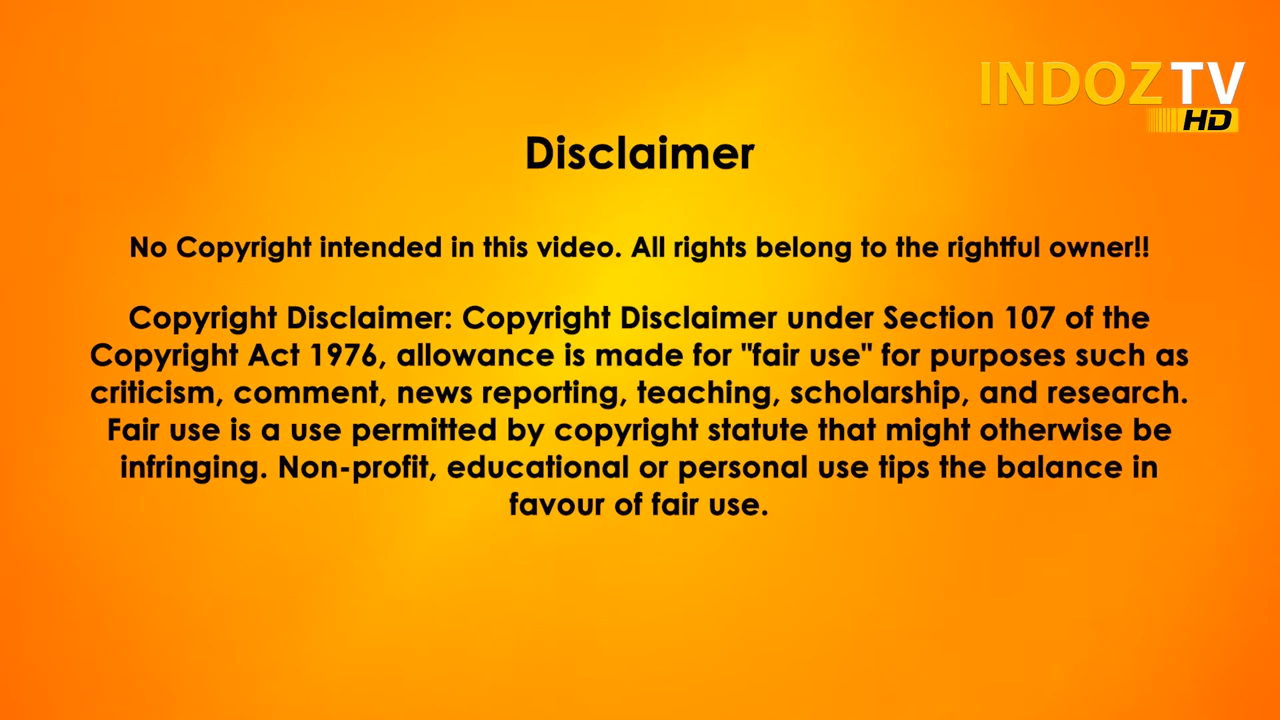 INDOZ TV
HD
Disclaimer
No Copyright intended in this video. All rights belong to the rightful owner!!
Copyright Disclaimer: Copyright Disclaimer under Section 107 of the
Copyright Act 1976, allowance is made for "fair use" for purposes such as
criticism, comment, news reporting, teaching, scholarship, and research.
Fair use is a use permitted by copyright statute that might otherwise be
infringing. Non-profit, educational or personal use tips the balance in
favour of fair use.